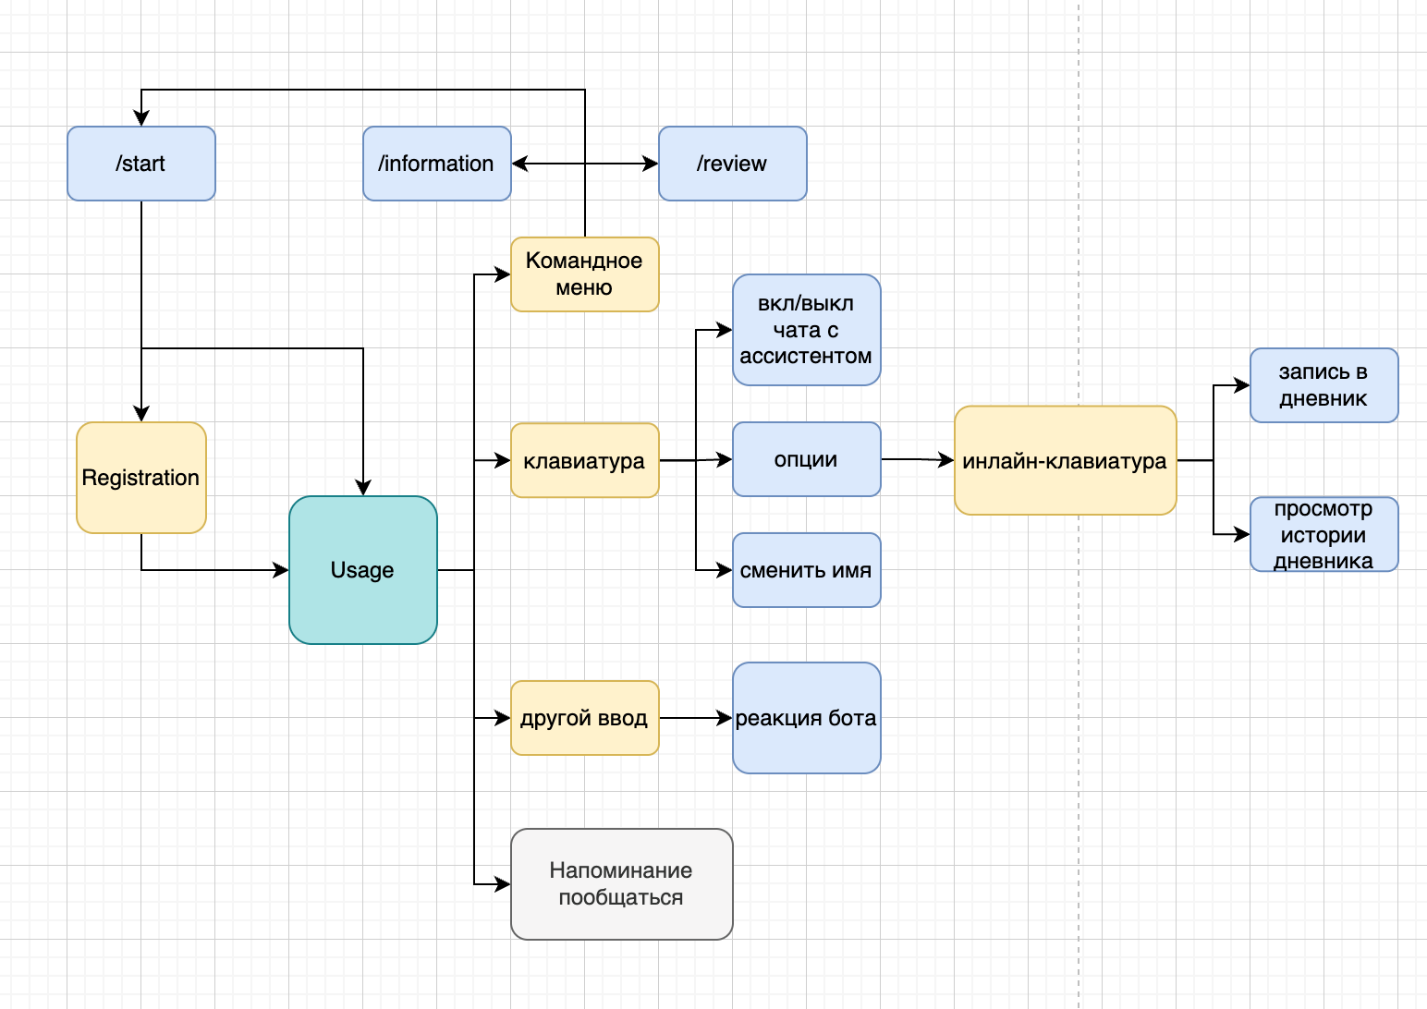 /start
/information
/review
Командное
меню
вкл/выкл
чата с
ассистентом
запись в
дневник
Registration
клавиатура
опции
инлайн-клавиатура
просмотр
истории
дневника
Usage
сменить имя
другой ввод
реакция бота
Напоминание
пообщаться